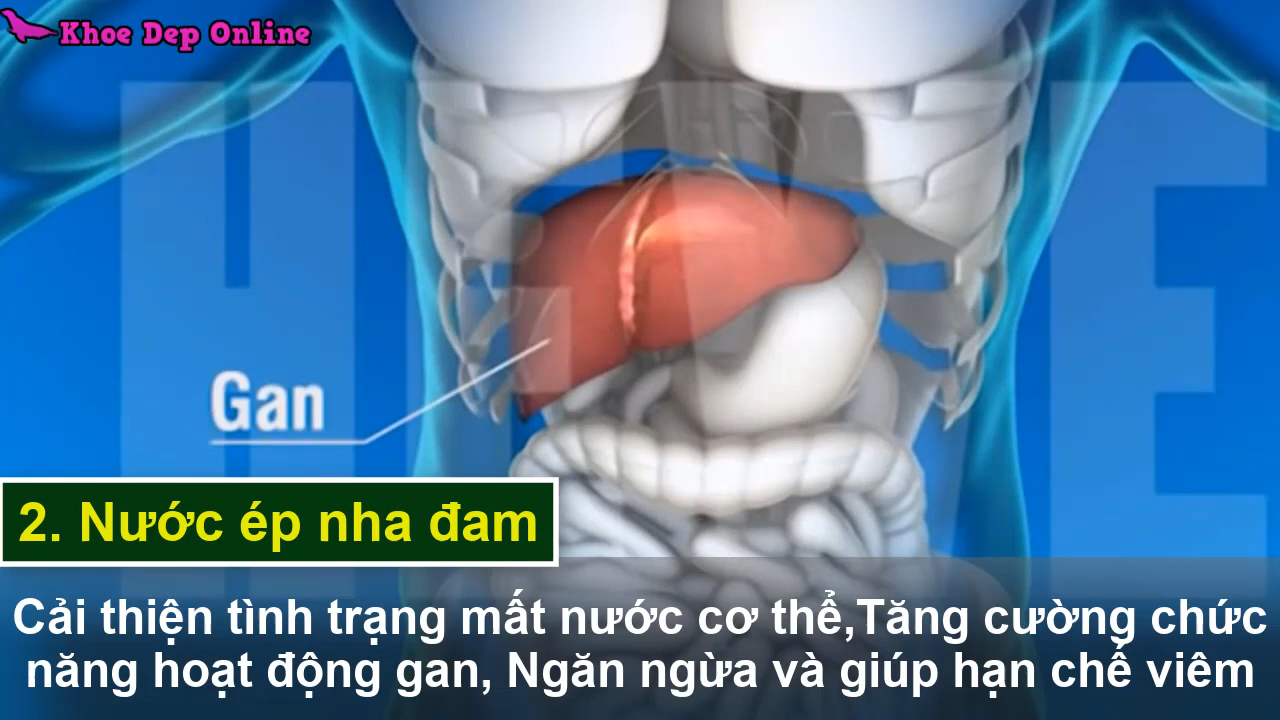 Khoe Dep Online
Gan
2. Nước ép nha đam
Cải thiện tình trạng mất nước cơ thể,Tăng cường chức
năng hoạt động gan, Ngăn ngừa và giúp hạn chế viêm